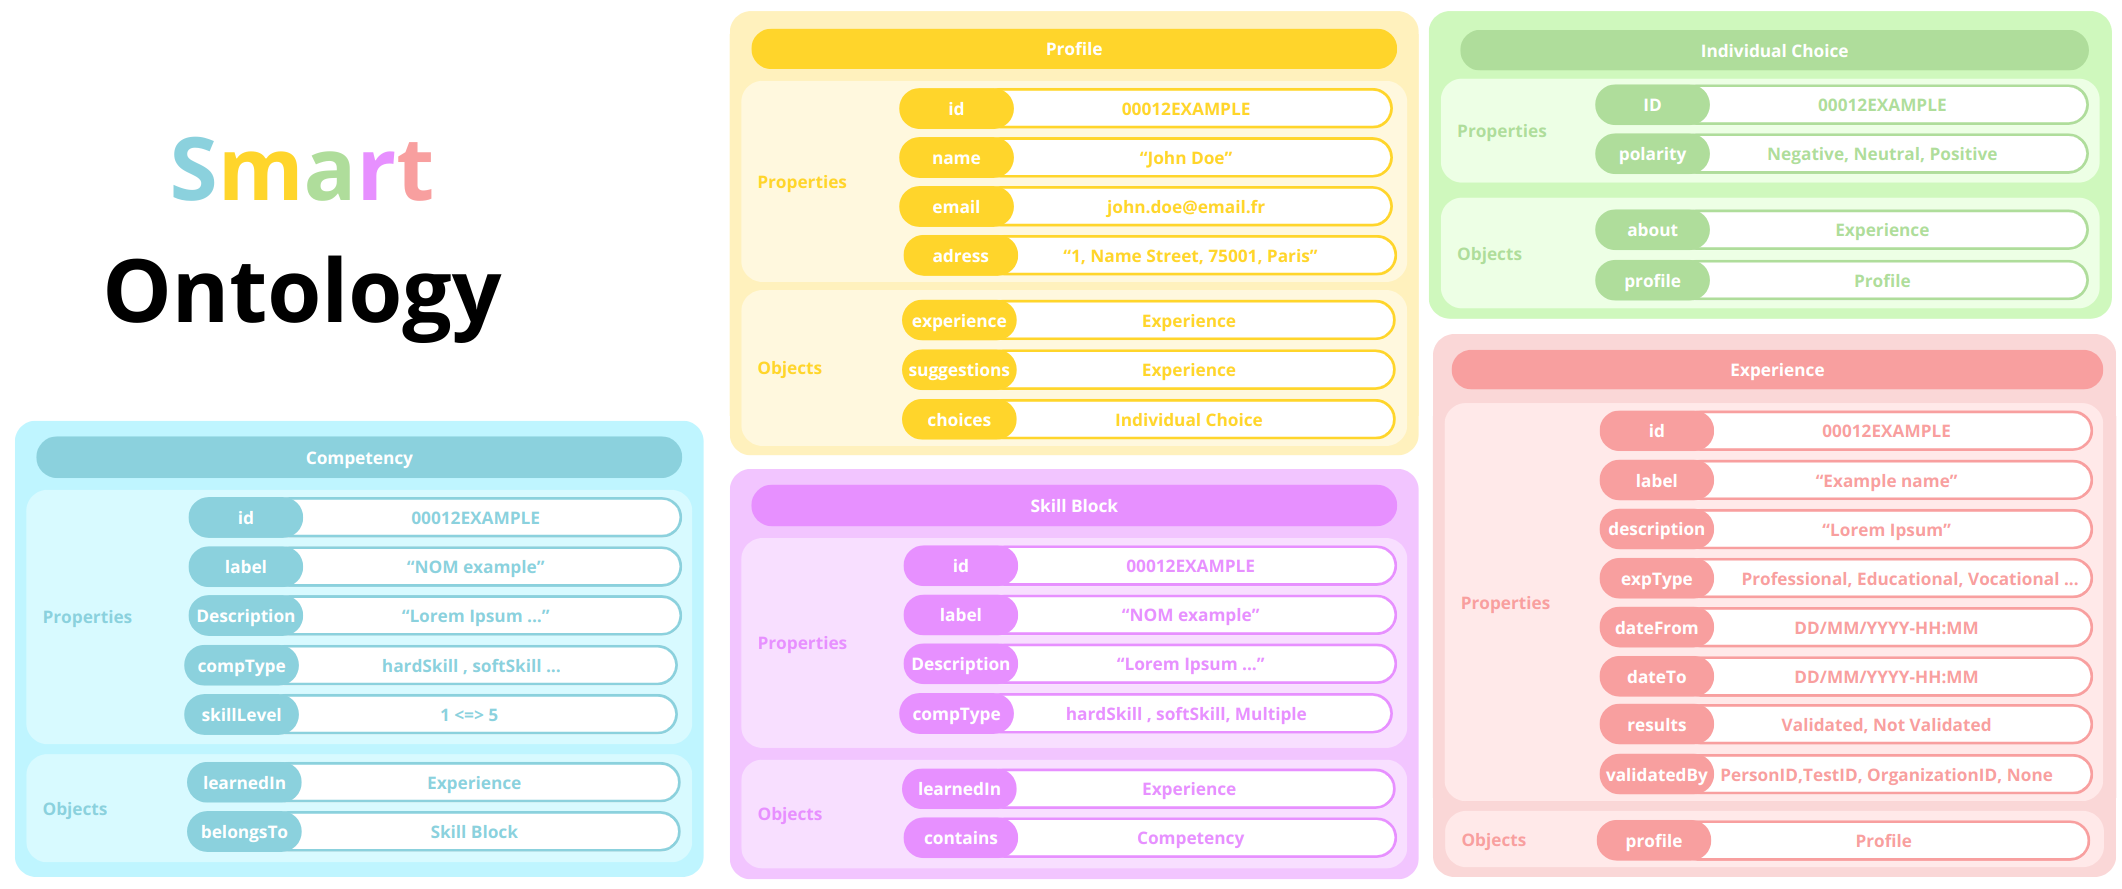 Smart
Ontology
Competency
Properties
id 00012EXAMPLE
label “NOM example”
Description “Lorem Ipsum ...”
compType hardSkill , softSkill ...
skillLevel 1 <=> 5
Objects
learnedIn Experience
belongsTo Skill Block
Profile
Properties
id 00012EXAMPLE
name “John Doe”
email john.doe@email.fr
adress “1, Name Street, 75001, Paris”
Objects
experience Experience
suggestions Experience
choices Individual Choice
Skill Block
Properties
id 00012EXAMPLE
label “NOM example”
Description “Lorem Ipsum ...”
compType hardSkill , softSkill, Multiple
Objects
learnedIn Experience
contains Competency
Individual Choice
Properties
ID 00012EXAMPLE
polarity Negative, Neutral, Positive
Objects
about Experience
profile Profile
Experience
Properties
id 00012EXAMPLE
label “Example name”
description “Lorem Ipsum”
expType Professional, Educational, Vocational ...
dateFrom DD/MM/YYYY-HH:MM
dateTo DD/MM/YYYY-HH:MM
results Validated, Not Validated
validatedBy PersonID,TestID, OrganizationID, None
Objects
profile Profile